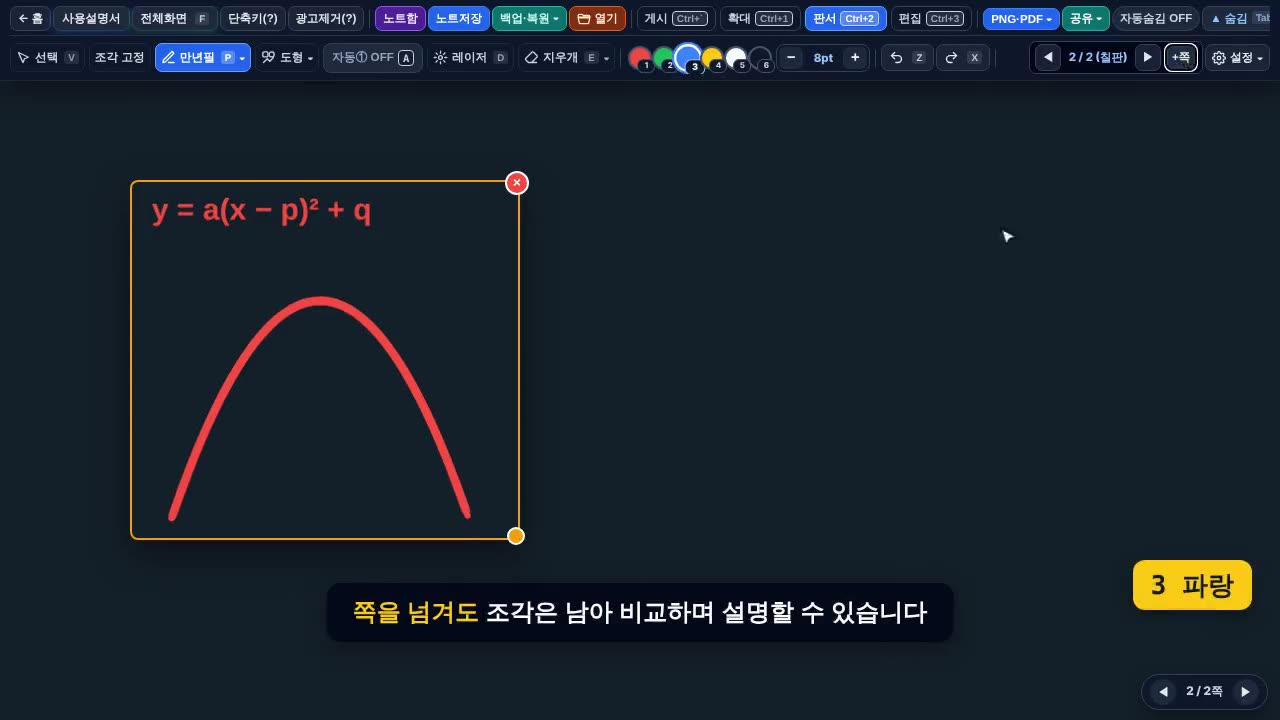 ← 홈 사용설명서 전체화면 F 단축키(?) 광고제거(?) 노트함 노트저장 백업·복원 열기 게시 Ctrl+` 확대 Ctrl+1 판서 Ctrl+2 편집 Ctrl+3 PNG·PDF 공유 자동숨김 OFF ▲ 숨김 Tab
선택 V 조각 고정 만년필 P 도형 자동① OFF A 레이저 D 지우개 E 1 2 3 4 5 6 − 8pt + Z X ◀ 2 / 2 (칠판) ▶ +쪽 설정
y = a(x − p)² + q
3 파랑
쪽을 넘겨도 조각은 남아 비교하며 설명할 수 있습니다
◀ 2 / 2쪽 ▶